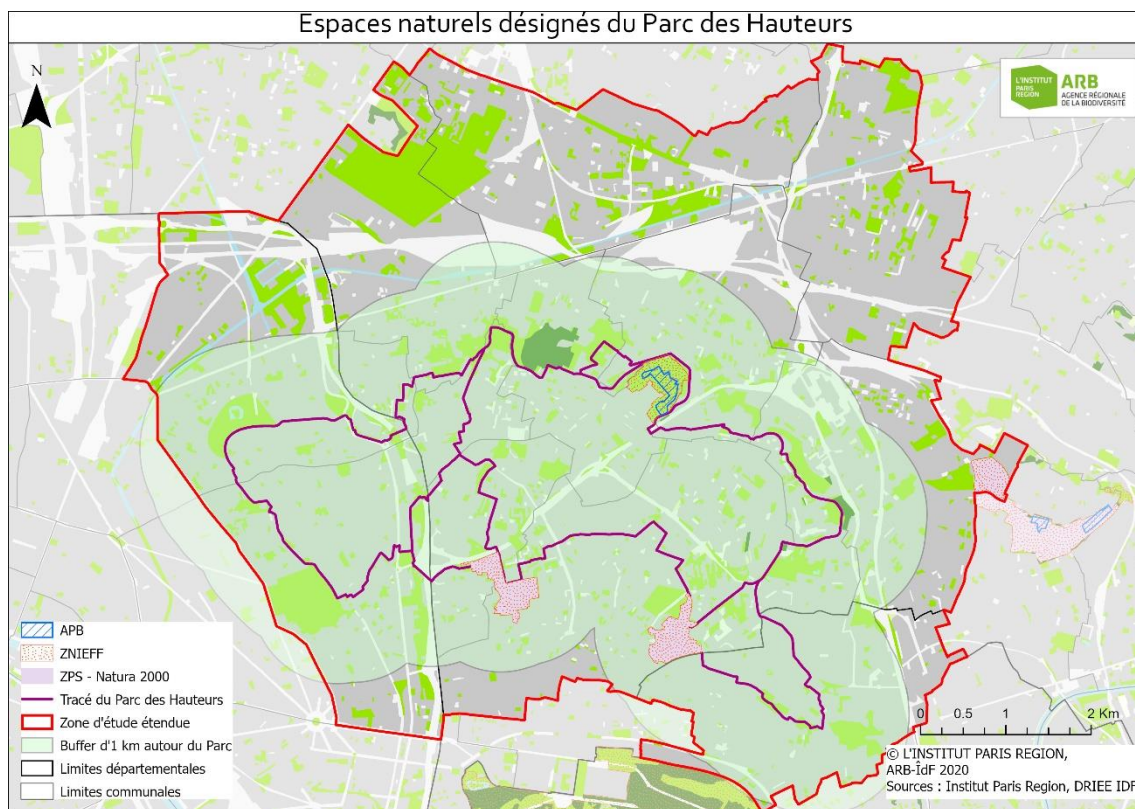 Espaces naturels désignés du Parc des Hauteurs
N
L'INSTITUT
PARIS
REGION
ARB
AGENCE RÉGIONALE
DE LA BIODIVERSITÉ
APB
ZNIEFF
ZPS - Natura 2000
Tracé du Parc des Hauteurs
Zone d'étude étendue
Buffer d'1 km autour du Parc
Limites départementales
Limites communales
0 0.5 1 2 Km
© L'INSTITUT PARIS REGION,
ARB-ÎdF 2020
Sources : Institut Paris Region, DRIEE IDF